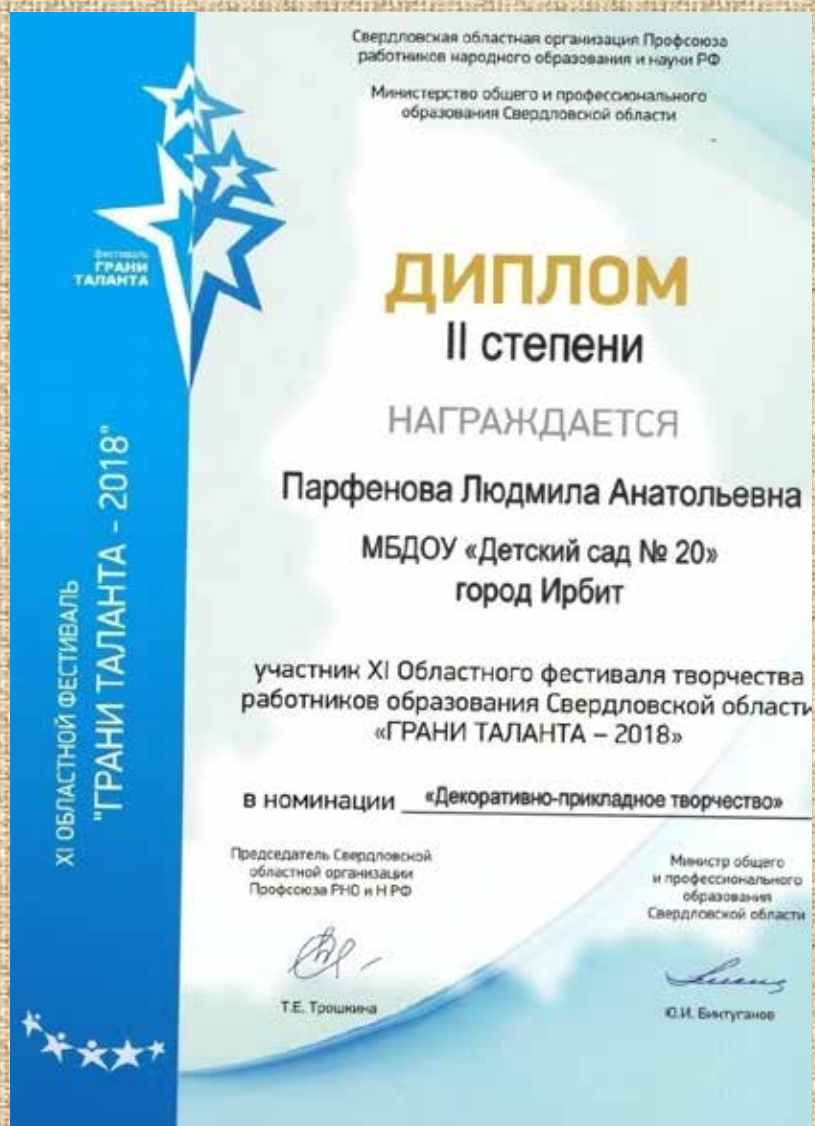 Свердловская областная организация Профсоюза
работников народного образования и науки РФ
Министерство общего и профессионального
образования Свердловской области
фестиваль
ГРАНИ
ТАЛАНТА
ДИПЛОМ
II степени
НАГРАЖДАЕТСЯ
Парфенова Людмила Анатольевна
МБДОУ «Детский сад № 20»
город Ирбит
участник XI Областного фестиваля творчества
работников образования Свердловской области
«ГРАНИ ТАЛАНТА – 2018»
в номинации «Декоративно-прикладное творчество»
Председатель Свердловской
областной организации
Профсоюза РНО и Н РФ
Т.Е. Трошкина
Министр общего
и профессионального
образования
Свердловской области
Ю.И. Биктуганов
XI ОБЛАСТНОЙ ФЕСТИВАЛЬ
"ГРАНИ ТАЛАНТА - 2018"